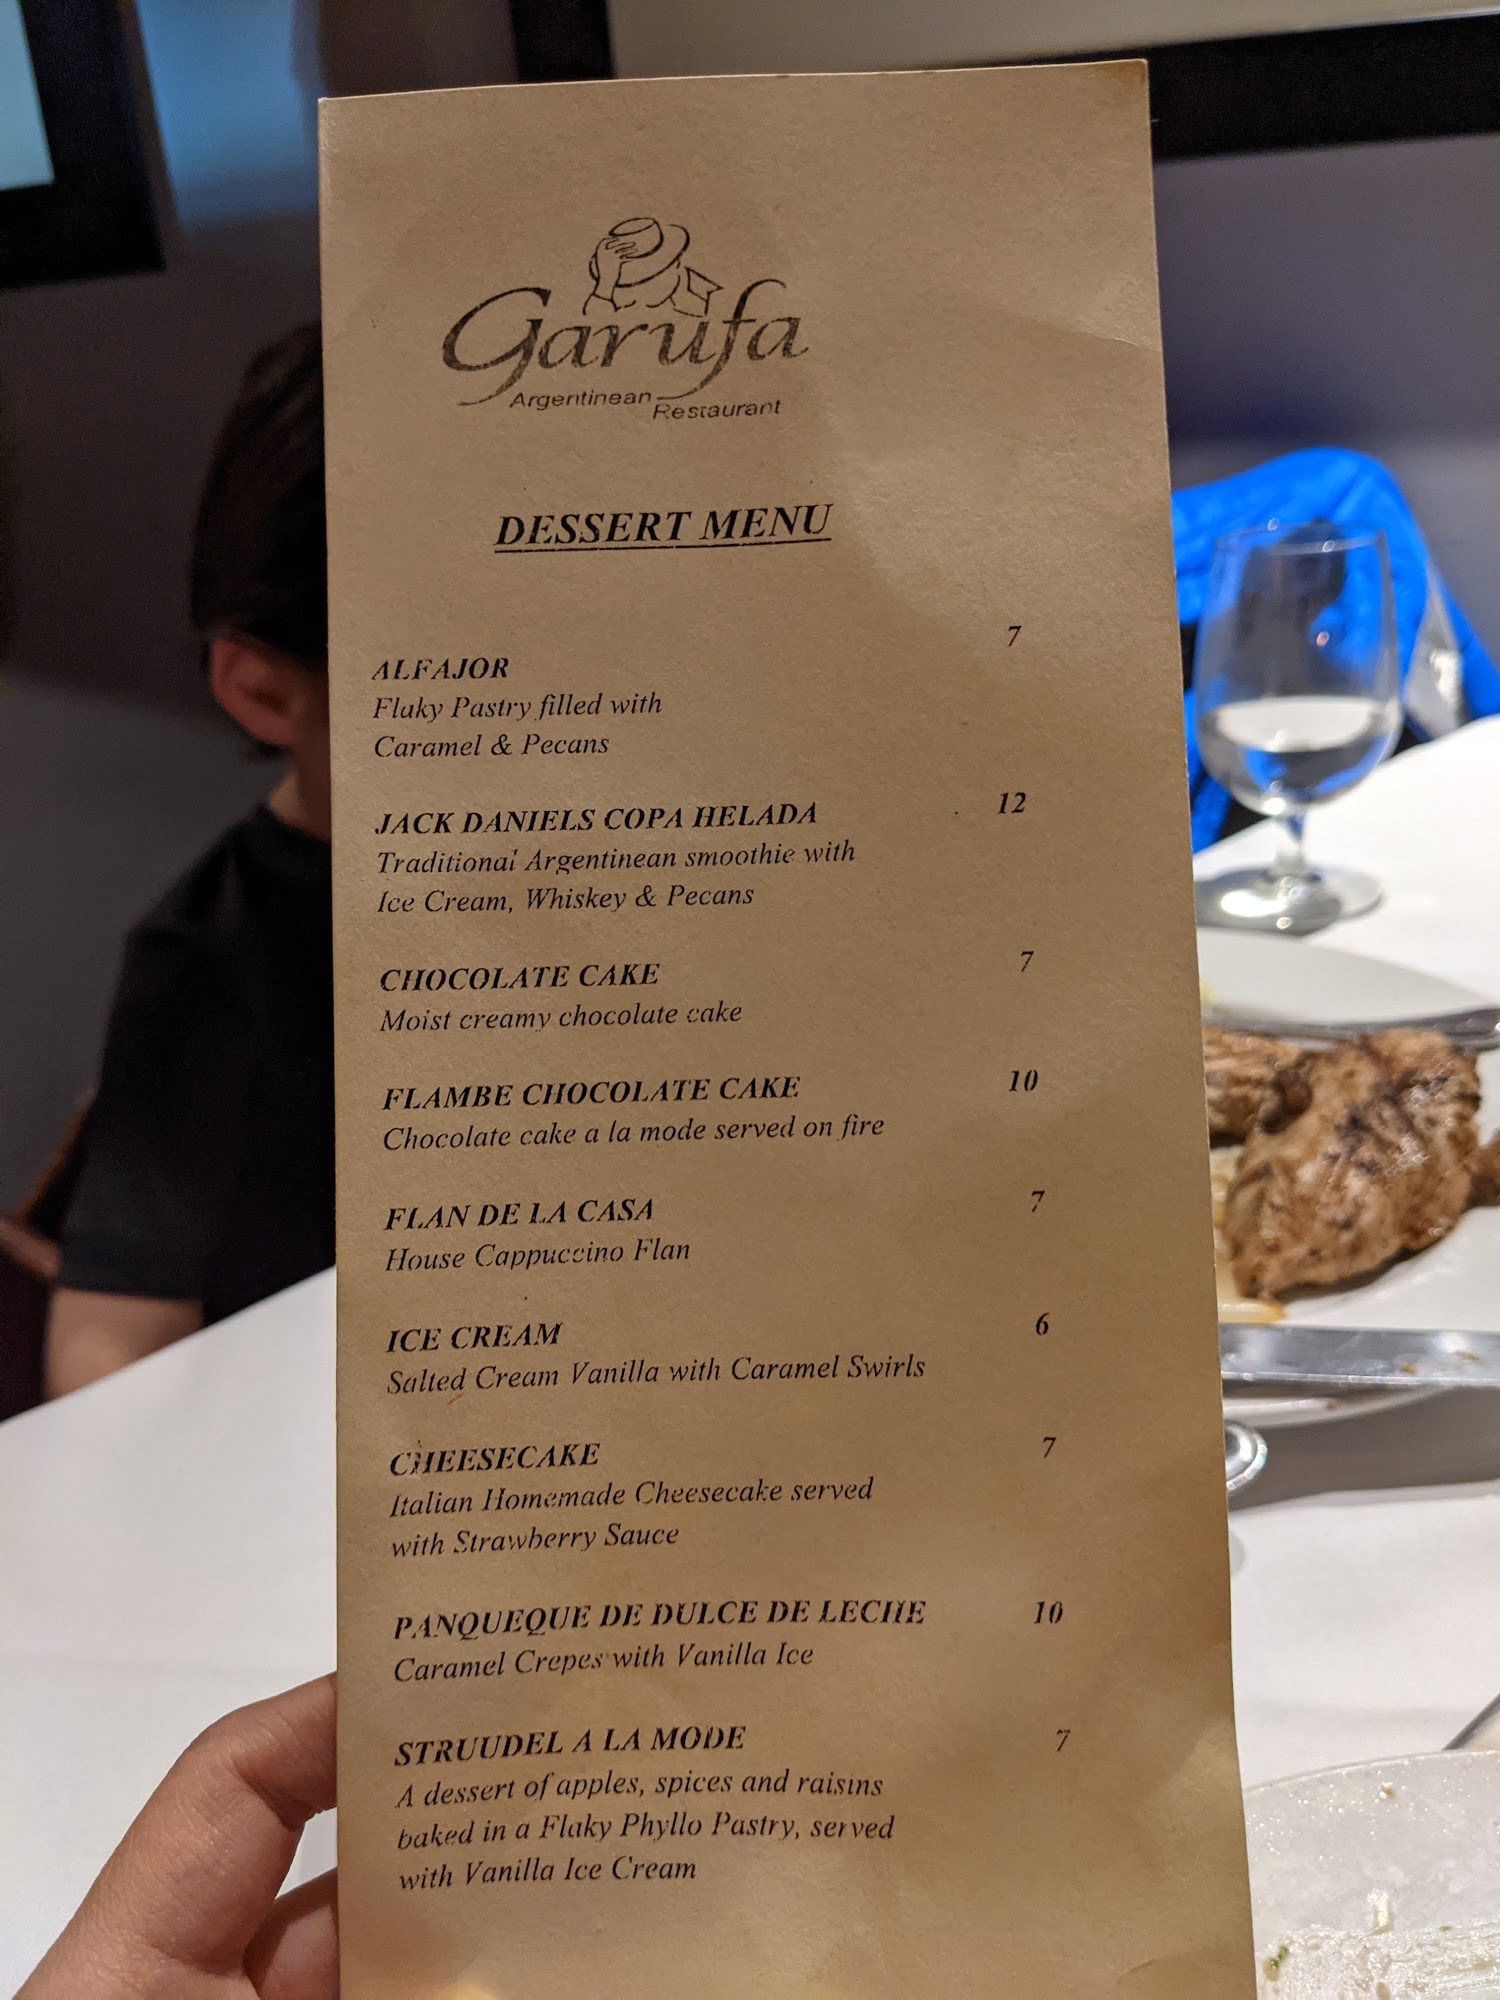 Garufa
Argentinean
Restaurant
DESSERT MENU
ALFAJOR 7
Flaky Pastry filled with
Caramel & Pecans
JACK DANIELS COPA HELADA 12
Traditional Argentinean smoothie with
Ice Cream, Whiskey & Pecans
CHOCOLATE CAKE 7
Moist creamy chocolate cake
FLAMBE CHOCOLATE CAKE 10
Chocolate cake a la mode served on fire
FLAN DE LA CASA 7
House Cappuccino Flan
ICE CREAM 6
Salted Cream Vanilla with Caramel Swirls
CHEESECAKE 7
Italian Homemade Cheesecake served
with Strawberry Sauce
PANQUEQUE DE DULCE DE LECHE 10
Caramel Crepes with Vanilla Ice
STRUUDEL A LA MODE 7
A dessert of apples, spices and raisins
baked in a Flaky Phyllo Pastry, served
with Vanilla Ice Cream